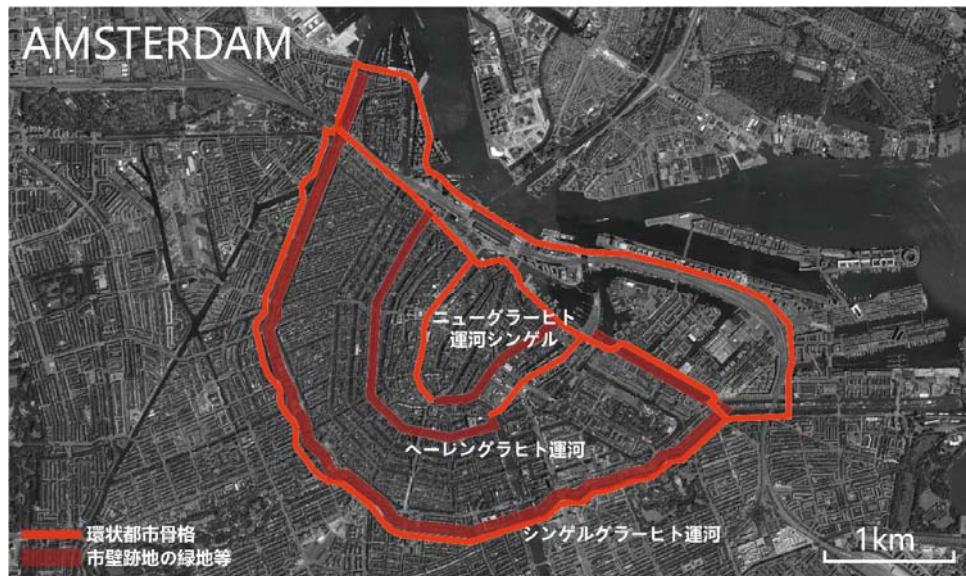 AMSTERDAM
ニューグラーヒト
運河シンゲル
ヘーレングラヒト運河
シンゲルグラーヒト運河
環状都市骨格
市壁跡地の緑地等
1km